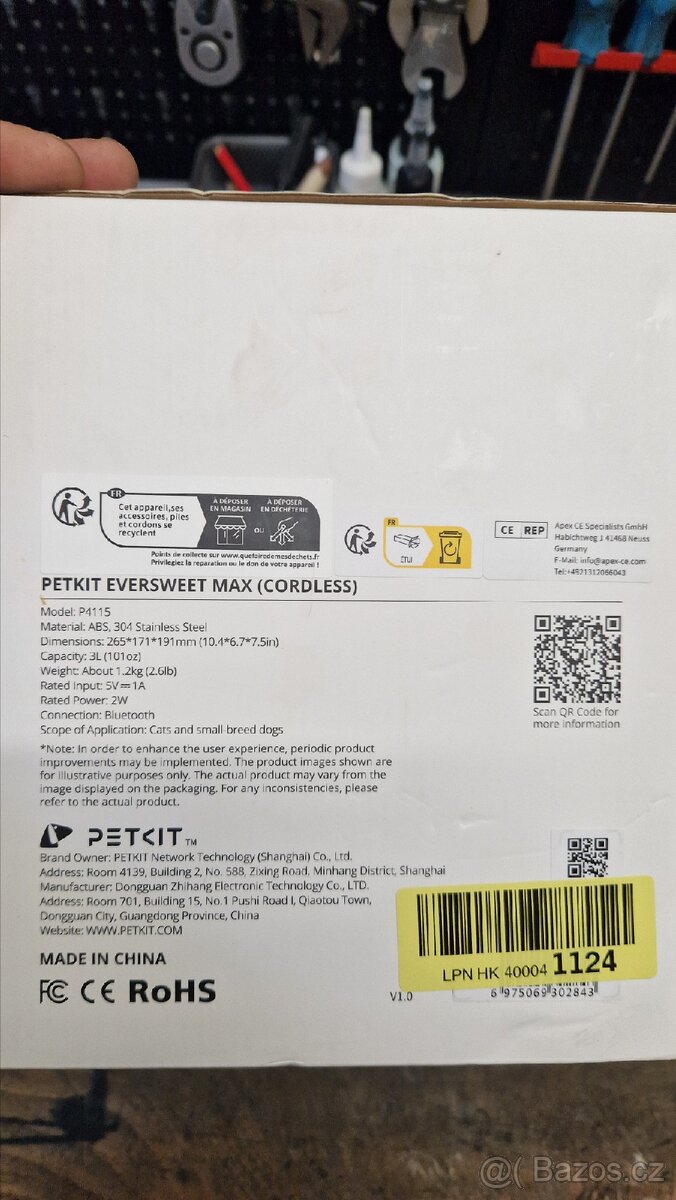 FR
Cet appareil,ses
accessoires, piles
et cordons se
recyclent
À DÉPOSER
EN MAGASIN
OU
À DÉPOSER
EN DÉCHÈTERIE
Points de collecte sur www.quefairedemesdechets.fr
Privilégiez la réparation ou le don de votre appareil !
FR
ÉTUI
CE REP
Apex CE Specialists GmbH
Habichtweg 1 41468 Neuss
Germany
E-Mail: info@apex-ce.com
Tel:+4921312066043
PETKIT EVERSWEET MAX (CORDLESS)
Model: P4115
Material: ABS, 304 Stainless Steel
Dimensions: 265*171*191mm (10.4*6.7*7.5in)
Capacity: 3L (101oz)
Weight: About 1.2kg (2.6lb)
Rated Input: 5V⎓1A
Rated Power: 2W
Connection: Bluetooth
Scope of Application: Cats and small-breed dogs
*Note: In order to enhance the user experience, periodic product
improvements may be implemented. The product images shown are
for illustrative purposes only. The actual product may vary from the
image displayed on the packaging. For any inconsistencies, please
refer to the actual product.
Scan QR Code for
more information
PETKIT TM
Brand Owner: PETKIT Network Technology (Shanghai) Co., Ltd.
Address: Room 4139, Building 2, No. 588, Zixing Road, Minhang District, Shanghai
Manufacturer: Dongguan Zhihang Electronic Technology Co., LTD.
Address: Room 701, Building 15, No.1 Pushi Road I, Qiaotou Town,
Dongguan City, Guangdong Province, China
Website: WWW.PETKIT.COM
MADE IN CHINA
FC CE RoHS
V1.0
LPN HK 40004 1124
6 975069 302843
@( Bazos.cz